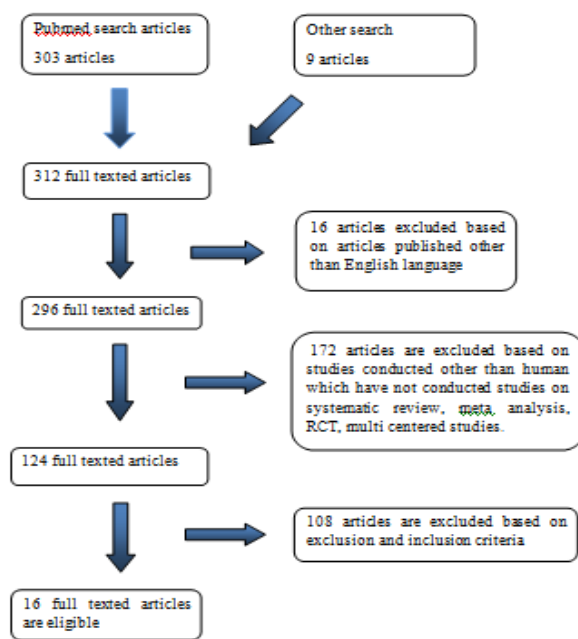 Pubmed search articles
303 articles
Other search
9 articles
312 full texted articles
16 articles excluded based
on articles published other
than English language
296 full texted articles
172 articles are excluded based on
studies conducted other than human
which have not conducted studies on
systematic review, meta analysis,
RCT, multi centered studies.
124 full texted articles
108 articles are excluded based on
exclusion and inclusion criteria
16 full texted articles
are eligible